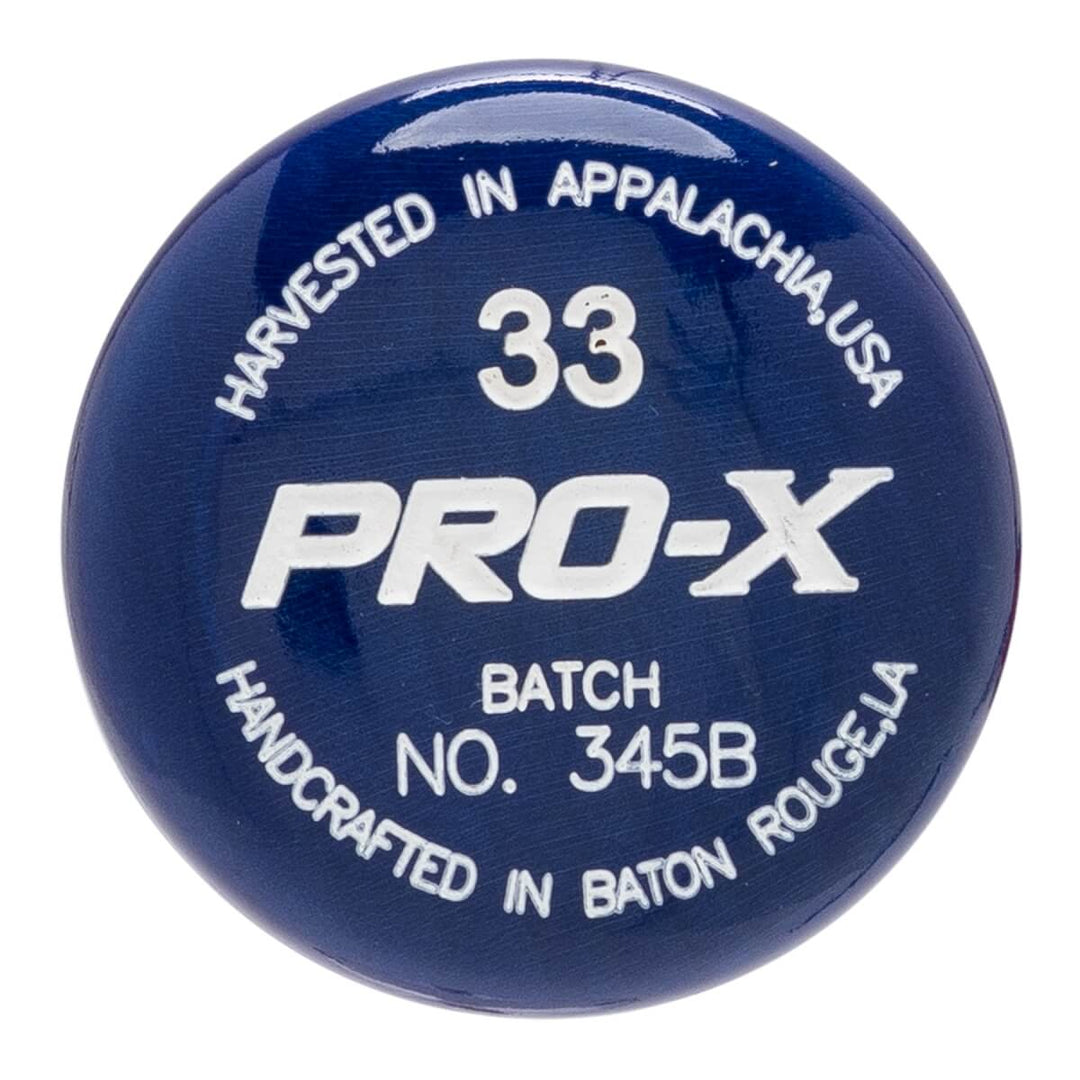 HARVESTED IN APPALACHIA, USA
33
PRO-X
BATCH
NO. 345B
HANDCRAFTED IN BATON ROUGE, LA